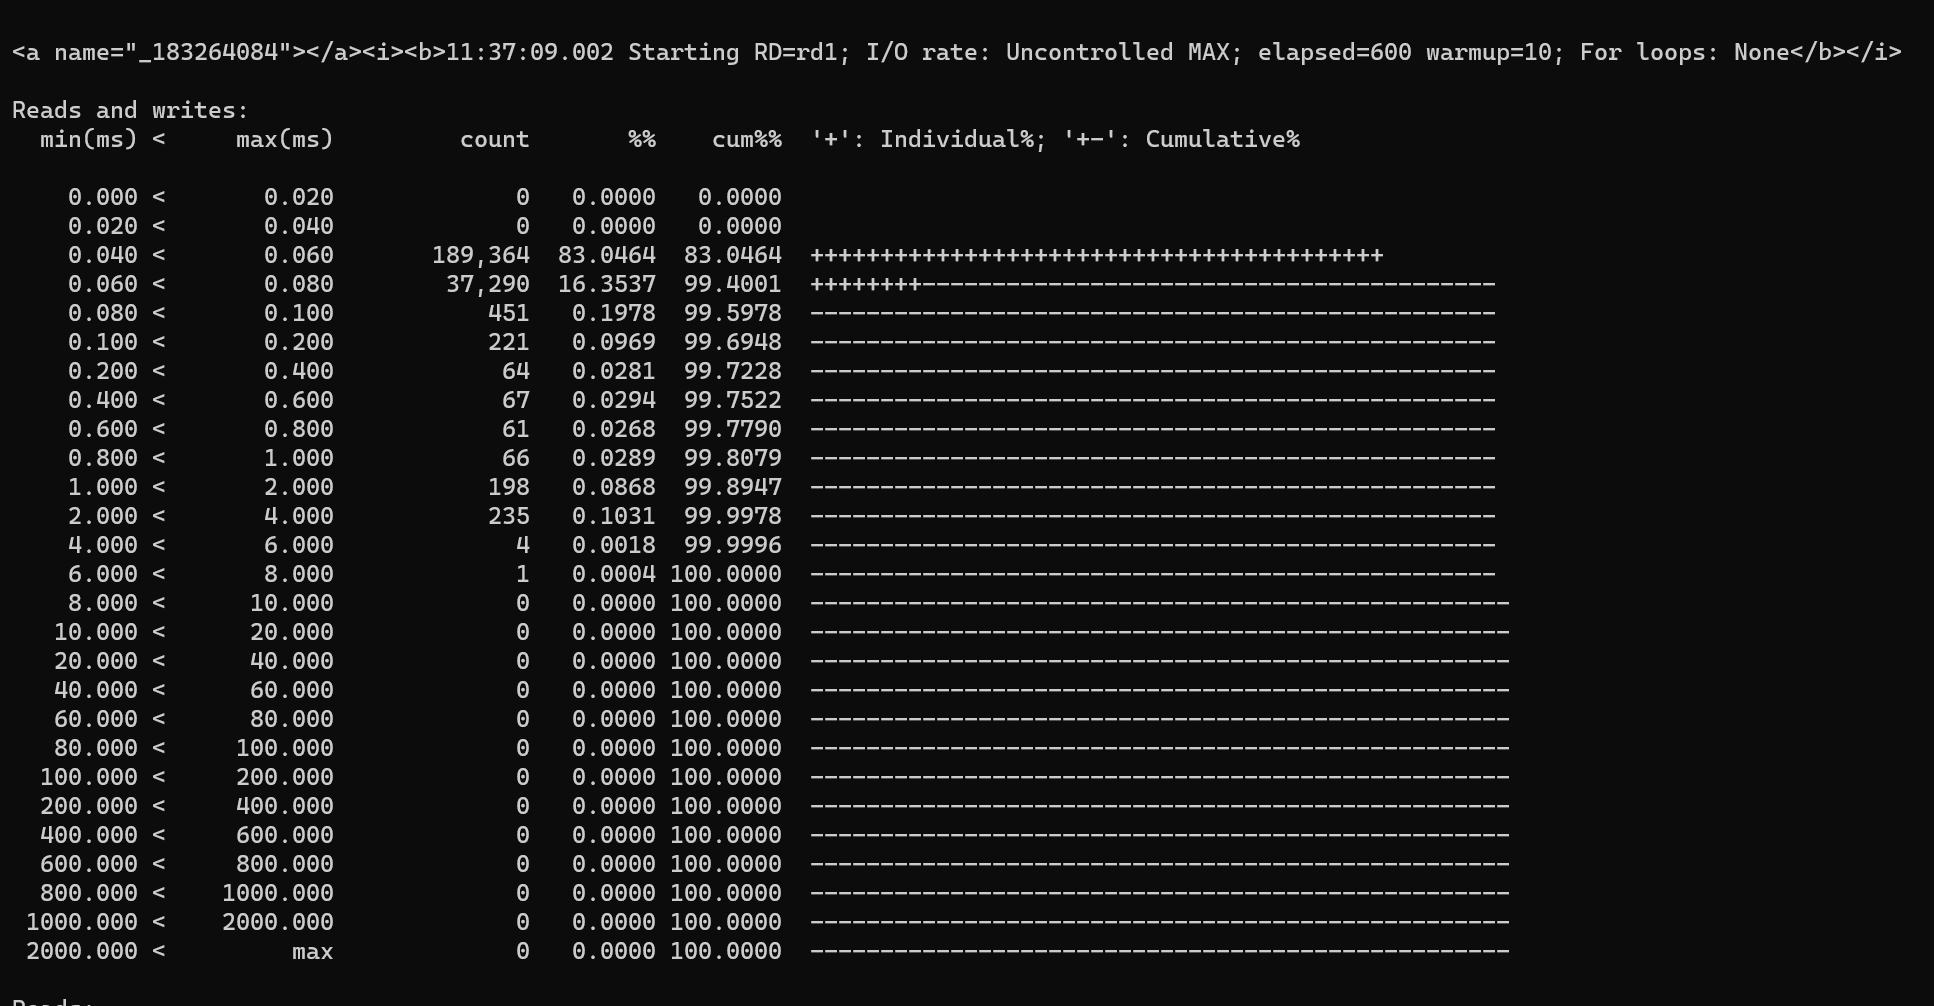 <a name="_183264084"></a><i><b>11:37:09.002 Starting RD=rd1; I/O rate: Uncontrolled MAX; elapsed=600 warmup=10; For loops: None</b></i>
Reads and writes:
min(ms) < max(ms) count %% cum%% '+': Individual%; '+-': Cumulative%
0.000 < 0.020 0 0.0000 0.0000
0.020 < 0.040 0 0.0000 0.0000
0.040 < 0.060 189,364 83.0464 83.0464 +++++++++++++++++++++++++++++++++++++++++
0.060 < 0.080 37,290 16.3537 99.4001 ++++++++-----------------------------------------
0.080 < 0.100 451 0.1978 99.5978 -------------------------------------------------
0.100 < 0.200 221 0.0969 99.6948 -------------------------------------------------
0.200 < 0.400 64 0.0281 99.7228 -------------------------------------------------
0.400 < 0.600 67 0.0294 99.7522 -------------------------------------------------
0.600 < 0.800 61 0.0268 99.7790 -------------------------------------------------
0.800 < 1.000 66 0.0289 99.8079 -------------------------------------------------
1.000 < 2.000 198 0.0868 99.8947 -------------------------------------------------
2.000 < 4.000 235 0.1031 99.9978 -------------------------------------------------
4.000 < 6.000 4 0.0018 99.9996 -------------------------------------------------
6.000 < 8.000 1 0.0004 100.0000 -------------------------------------------------
8.000 < 10.000 0 0.0000 100.0000 --------------------------------------------------
10.000 < 20.000 0 0.0000 100.0000 --------------------------------------------------
20.000 < 40.000 0 0.0000 100.0000 --------------------------------------------------
40.000 < 60.000 0 0.0000 100.0000 --------------------------------------------------
60.000 < 80.000 0 0.0000 100.0000 --------------------------------------------------
80.000 < 100.000 0 0.0000 100.0000 --------------------------------------------------
100.000 < 200.000 0 0.0000 100.0000 --------------------------------------------------
200.000 < 400.000 0 0.0000 100.0000 --------------------------------------------------
400.000 < 600.000 0 0.0000 100.0000 --------------------------------------------------
600.000 < 800.000 0 0.0000 100.0000 --------------------------------------------------
800.000 < 1000.000 0 0.0000 100.0000 --------------------------------------------------
1000.000 < 2000.000 0 0.0000 100.0000 --------------------------------------------------
2000.000 < max 0 0.0000 100.0000 --------------------------------------------------